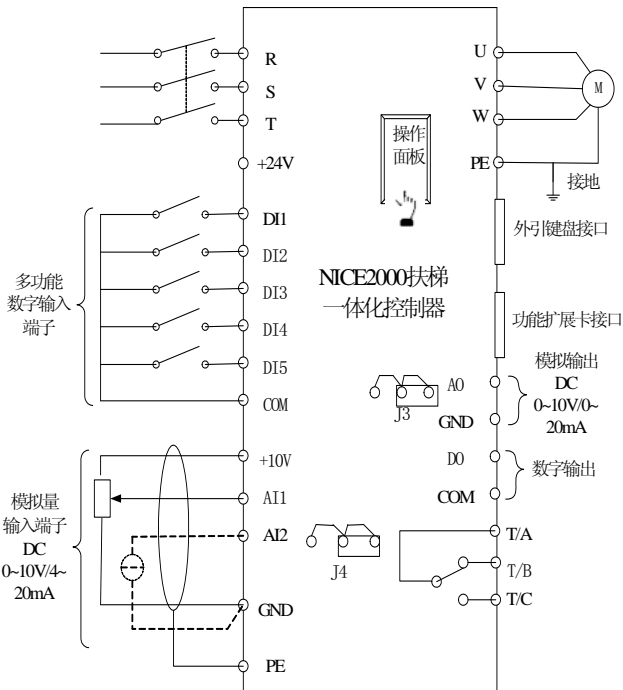 R
S
T
+24V
DI1
DI2
DI3
DI4
DI5
COM
多功能
数字输入
端子
+10V
AI1
AI2
GND
PE
模拟量
输入端子
DC
0~10V/4~
20mA
操作
面板
NICE2000扶梯
一体化控制器
J3
J4
U
V
W
PE
M
接地
外引键盘接口
功能扩展卡接口
AO
GND
模拟输出
DC
0~10V/0~
20mA
DO
COM
数字输出
T/A
T/B
T/C